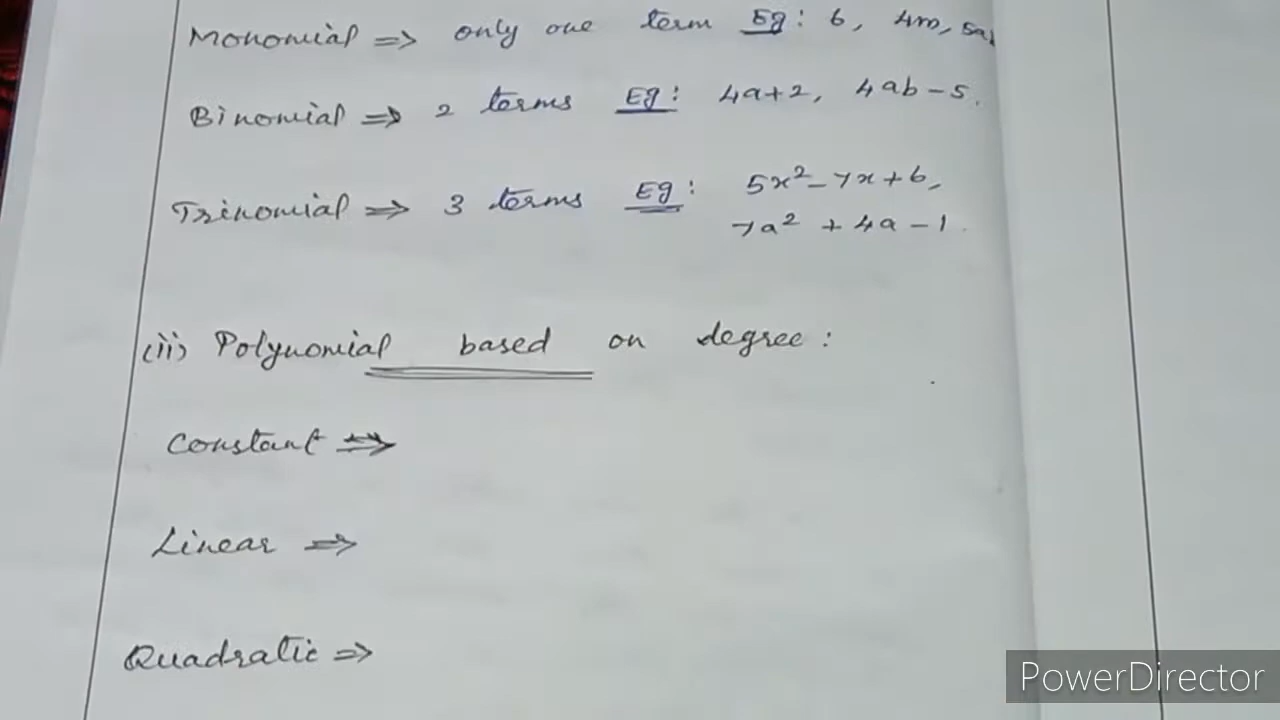 Monomial => only one term Eg: 6, 4m, 5a,
Binomial => 2 terms Eg: 4a+2, 4ab-5.
Trinomial => 3 terms Eg: 5x²-7x+6,
7a² + 4a - 1.
(ii) Polynomial based on degree:
Constant =>
Linear =>
Quadratic =>
PowerDirector